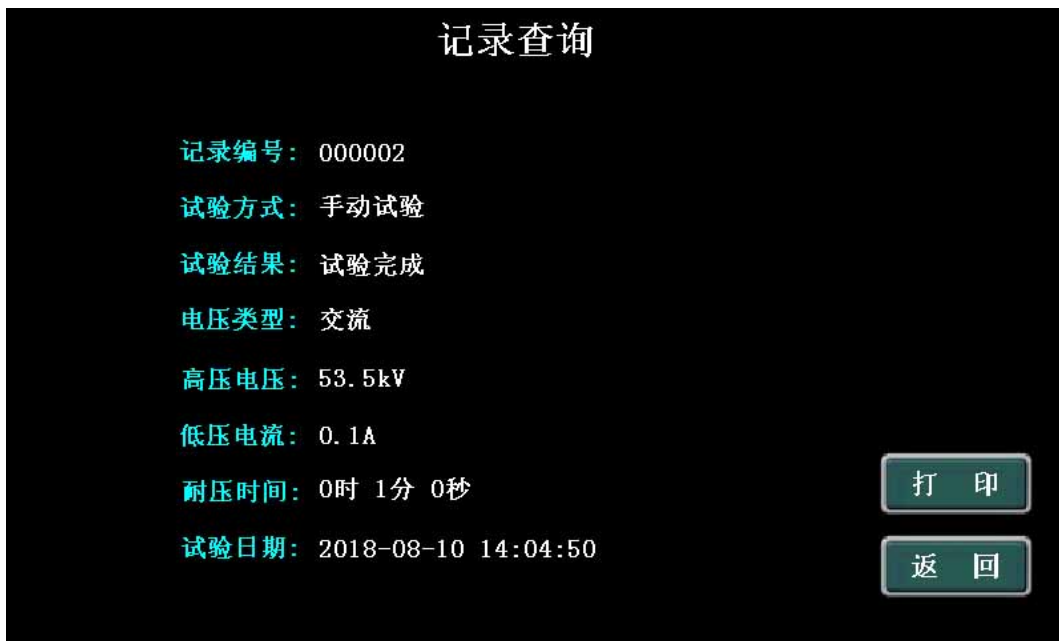 记录查询
记录编号: 000002
试验方式: 手动试验
试验结果: 试验完成
电压类型: 交流
高压电压: 53.5kV
低压电流: 0.1A
耐压时间: 0时 1分 0秒
试验日期: 2018-08-10 14:04:50
打 印
返 回